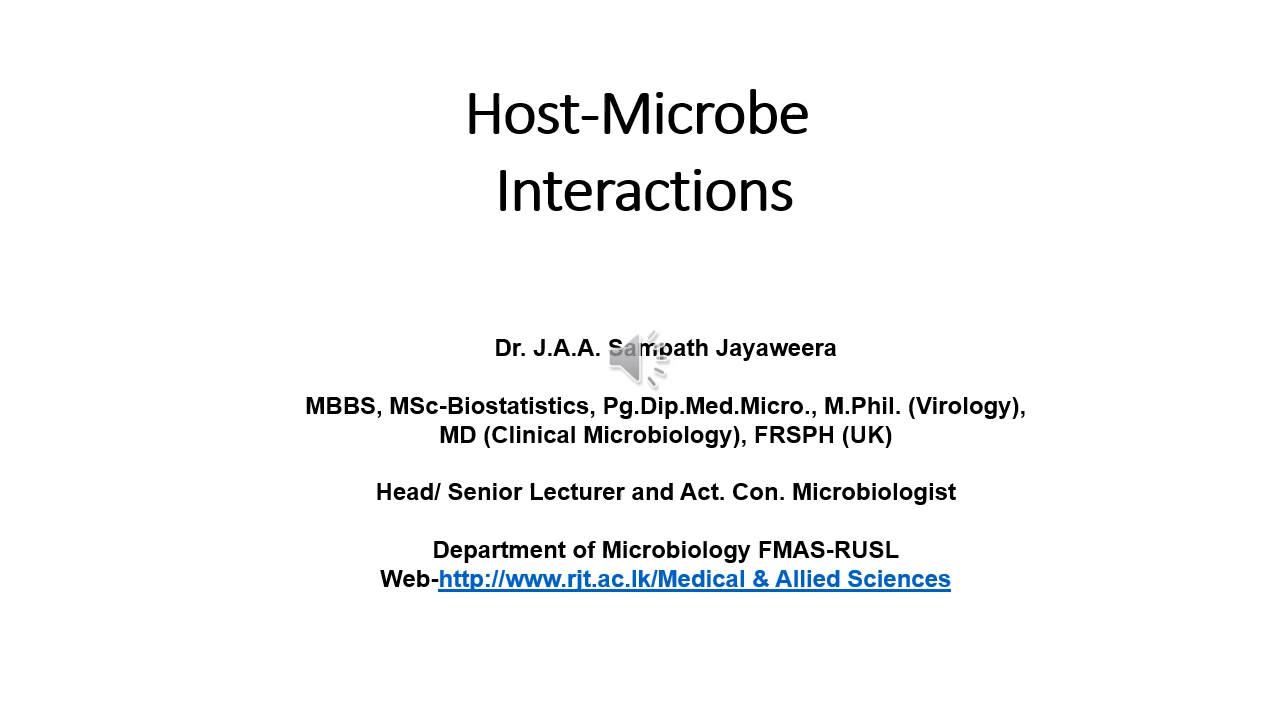 Host-Microbe
Interactions
Dr. J.A.A. Sampath Jayaweera
MBBS, MSc-Biostatistics, Pg.Dip.Med.Micro., M.Phil. (Virology),
MD (Clinical Microbiology), FRSPH (UK)
Head/ Senior Lecturer and Act. Con. Microbiologist
Department of Microbiology FMAS-RUSL
Web-http://www.rjt.ac.lk/Medical & Allied Sciences